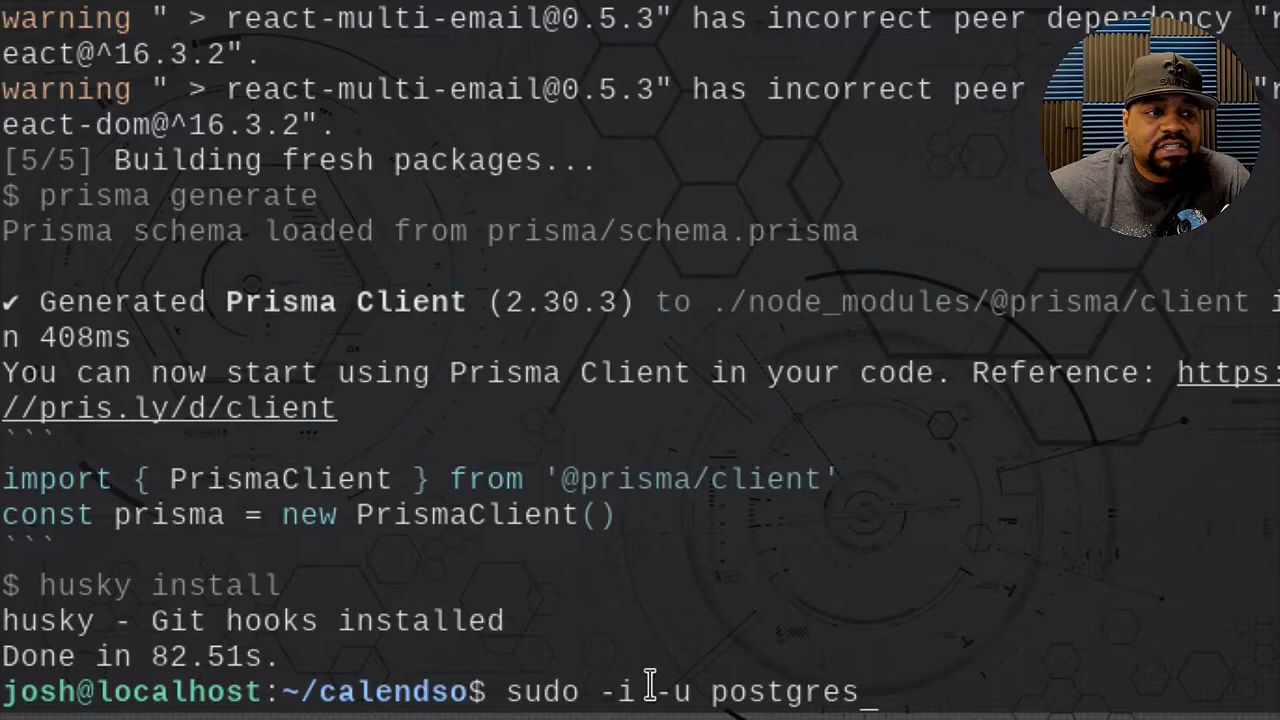 warning " > react-multi-email@0.5.3" has incorrect peer dependency "r
eact@^16.3.2".
warning " > react-multi-email@0.5.3" has incorrect peer "r
eact-dom@^16.3.2".
[5/5] Building fresh packages...
$ prisma generate
Prisma schema loaded from prisma/schema.prisma
✔ Generated Prisma Client (2.30.3) to ./node_modules/@prisma/client i
n 408ms
You can now start using Prisma Client in your code. Reference: https:
//pris.ly/d/client
```
import { PrismaClient } from '@prisma/client'
const prisma = new PrismaClient()
```
$ husky install
husky - Git hooks installed
Done in 82.51s.
josh@localhost:~/calendso$ sudo -i -u postgres_